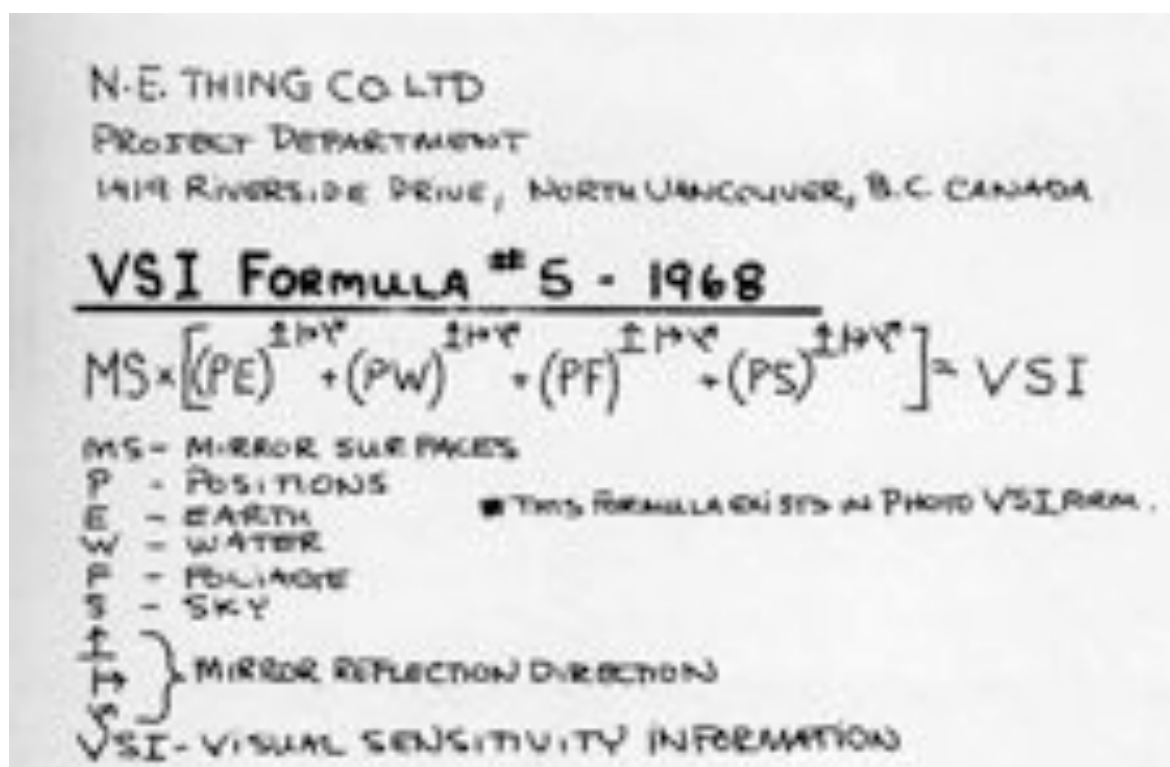 N.E. THING CO. LTD
PROJECT DEPARTMENT
1419 RIVERSIDE DRIVE, NORTH VANCOUVER, B.C. CANADA
VSI FORMULA #5 - 1968
MS×[(PE)+(PW)+(PF)+(PS)]=VSI
MS - MIRROR SURFACES
P - POSITIONS
E - EARTH
■ THIS FORMULA EXISTS IN PHOTO VSI FORM.
W - WATER
F - FOLIAGE
S - SKY
} MIRROR REFLECTION DIRECTION
VSI - VISUAL SENSITIVITY INFORMATION